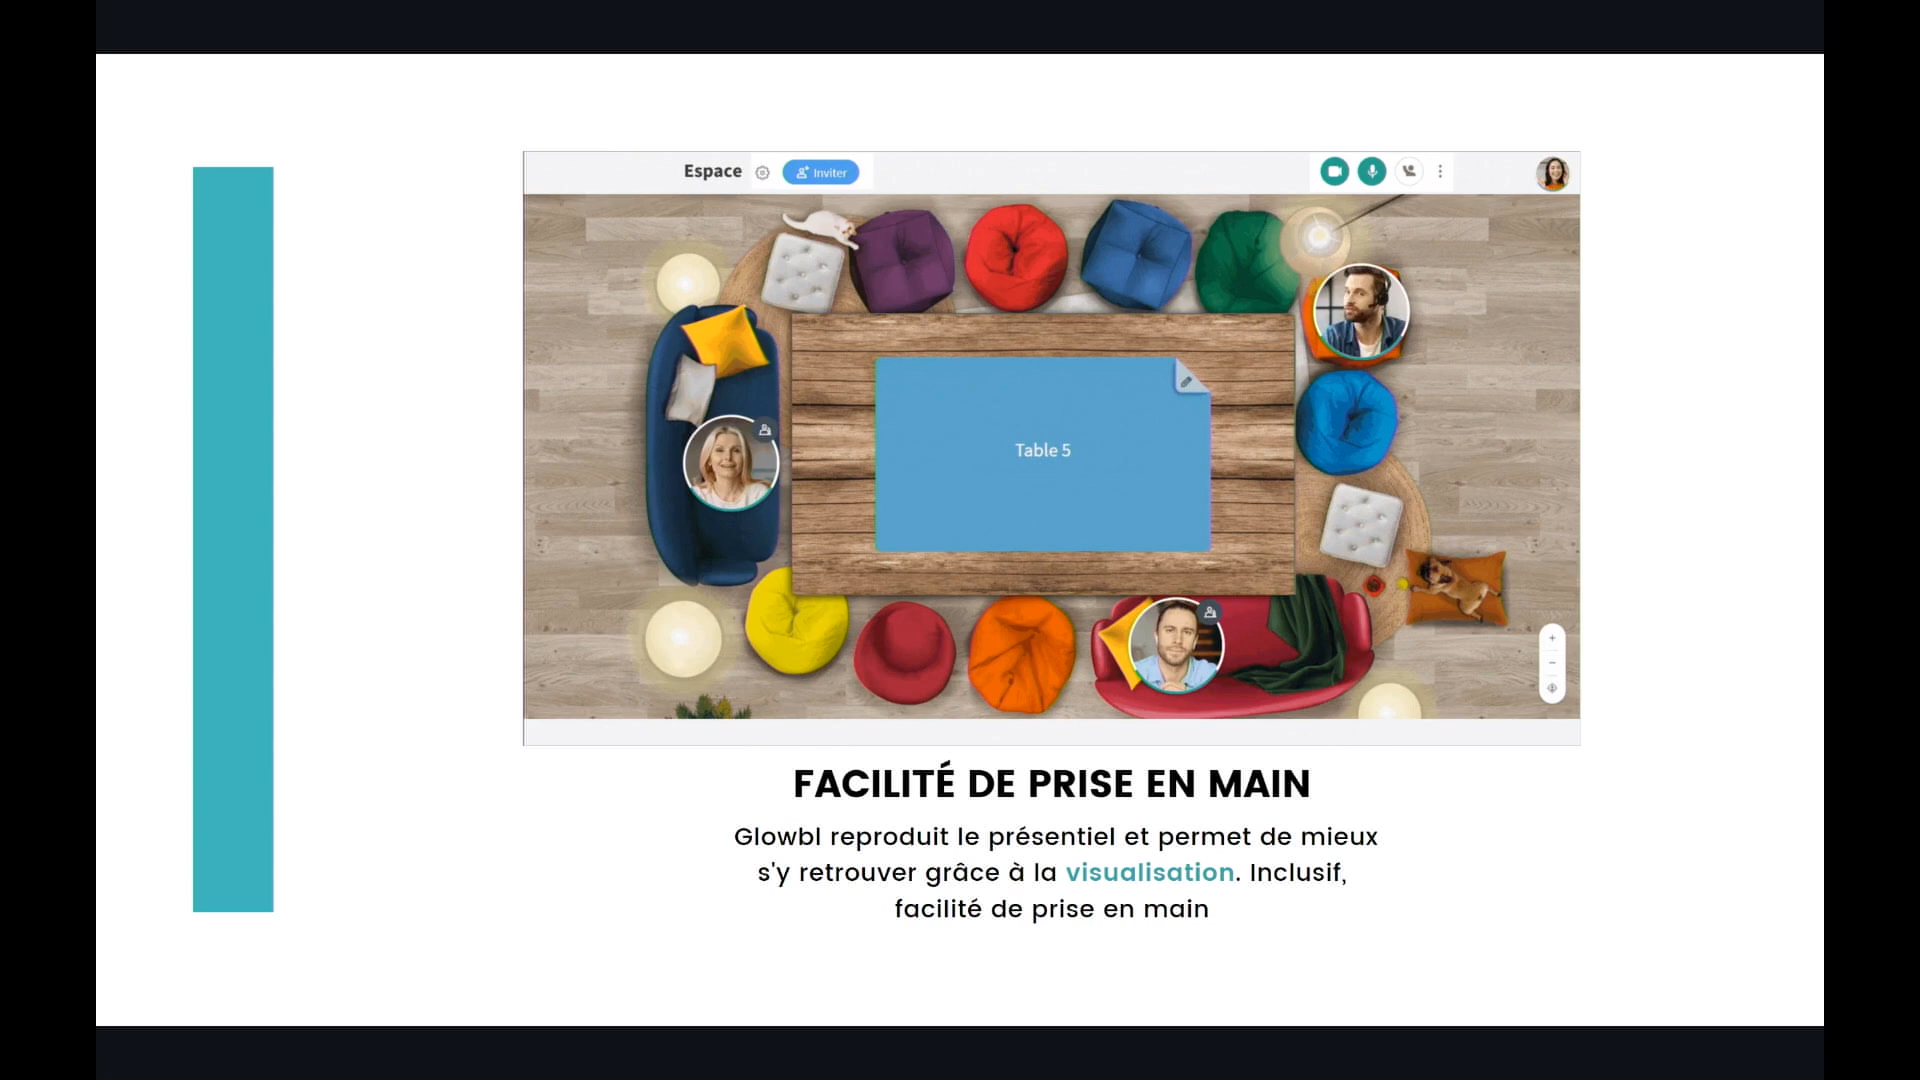 Espace
Inviter
Table 5
FACILITÉ DE PRISE EN MAIN
Glowbl reproduit le présentiel et permet de mieux
s'y retrouver grâce à la visualisation. Inclusif,
facilité de prise en main